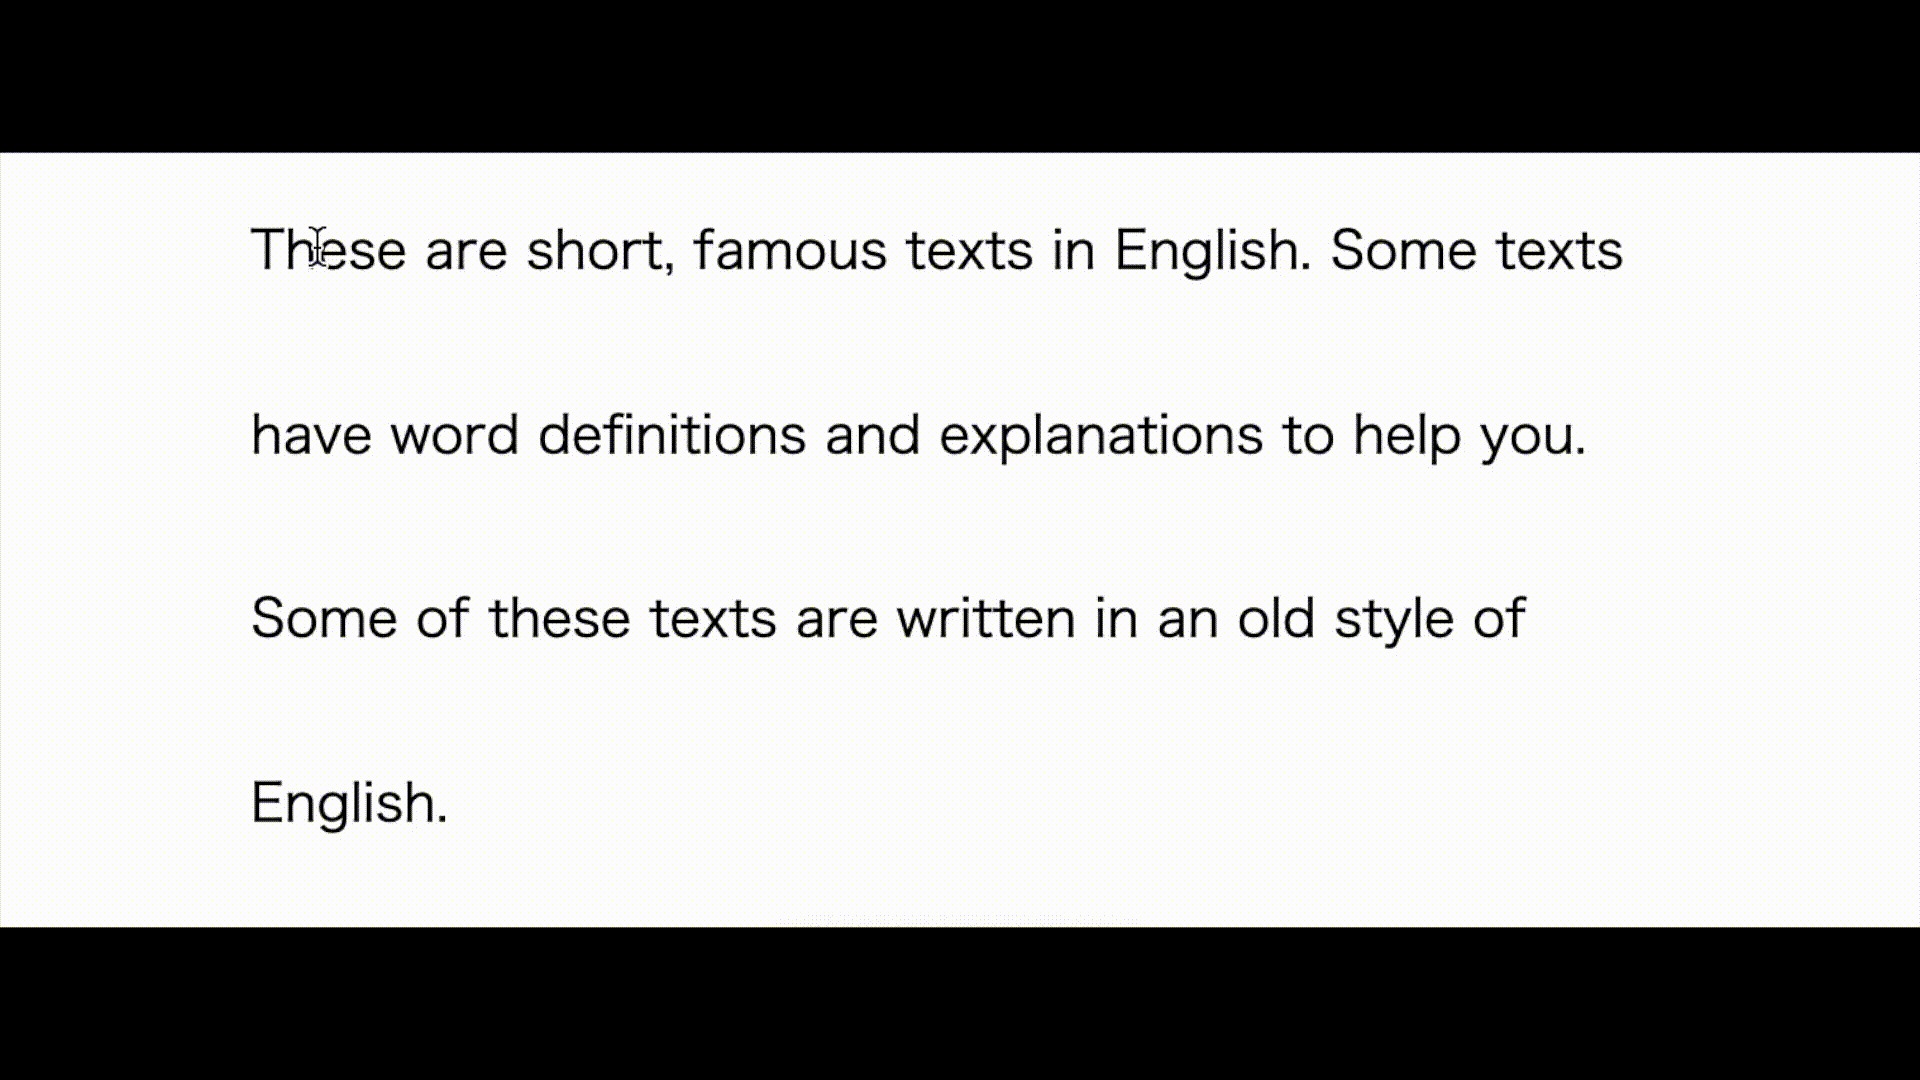 These are short, famous texts in English. Some texts
have word definitions and explanations to help you.
Some of these texts are written in an old style of
English.